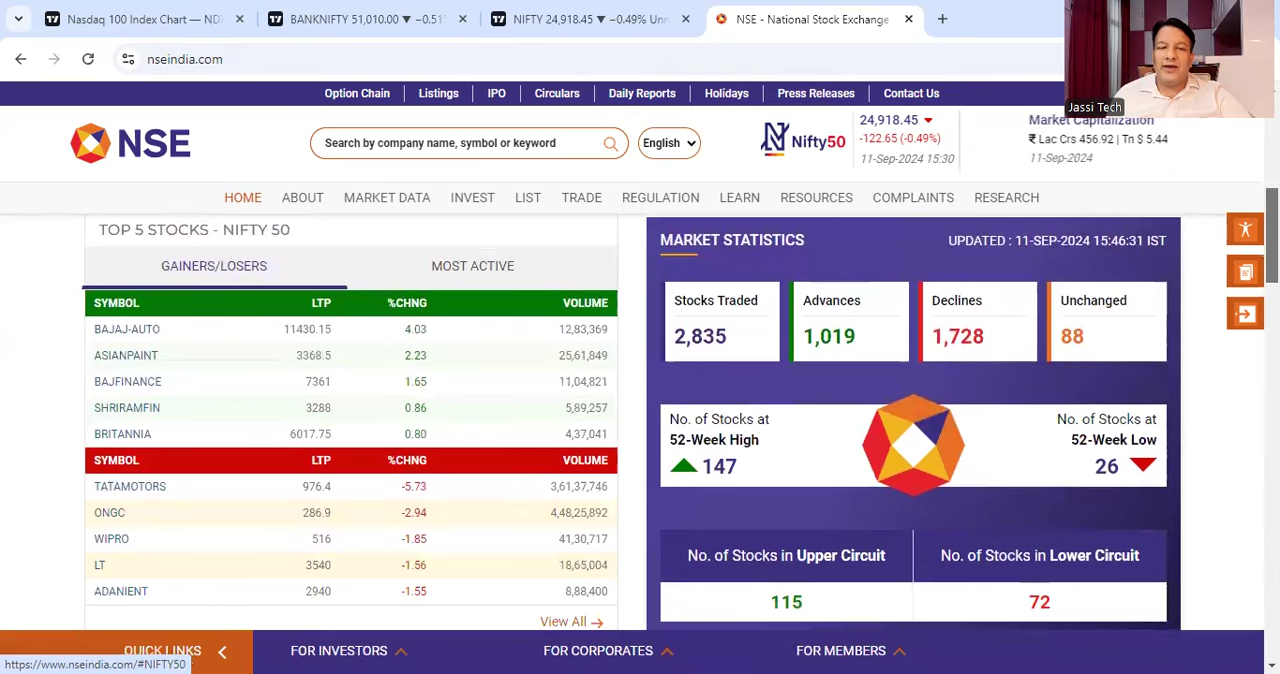 Nasdaq 100 Index Chart — ND
BANKNIFTY 51,010.00 ▼ −0.51
NIFTY 24,918.45 ▼ −0.49% Un
NSE - National Stock Exchange
nseindia.com
Jassi Tech
Option Chain
Listings
IPO
Circulars
Daily Reports
Holidays
Press Releases
Contact Us
NSE
Search by company name, symbol or keyword
English
Nifty50
24,918.45
-122.65 (-0.49%)
11-Sep-2024 15:30
Market Capitalization
₹ Lac Crs 456.92 | Tn $ 5.44
11-Sep-2024
HOME ABOUT MARKET DATA INVEST LIST TRADE REGULATION LEARN RESOURCES COMPLAINTS RESEARCH
TOP 5 STOCKS - NIFTY 50
GAINERS/LOSERS MOST ACTIVE
SYMBOL LTP %CHNG VOLUME
BAJAJ-AUTO 11430.15 4.03 12,83,369
ASIANPAINT 3368.5 2.23 25,61,849
BAJFINANCE 7361 1.65 11,04,821
SHRIRAMFIN 3288 0.86 5,89,257
BRITANNIA 6017.75 0.80 4,37,041
SYMBOL LTP %CHNG VOLUME
TATAMOTORS 976.4 -5.73 3,61,37,746
ONGC 286.9 -2.94 4,48,25,892
WIPRO 516 -1.85 41,30,717
LT 3540 -1.56 18,65,004
ADANIENT 2940 -1.55 8,88,400
View All
MARKET STATISTICS
UPDATED : 11-SEP-2024 15:46:31 IST
Stocks Traded
2,835
Advances
1,019
Declines
1,728
Unchanged
88
No. of Stocks at
52-Week High
147
No. of Stocks at
52-Week Low
26
No. of Stocks in Upper Circuit
115
No. of Stocks in Lower Circuit
72
QUICK LINKS
FOR INVESTORS
FOR CORPORATES
FOR MEMBERS
https://www.nseindia.com/#NIFTY50